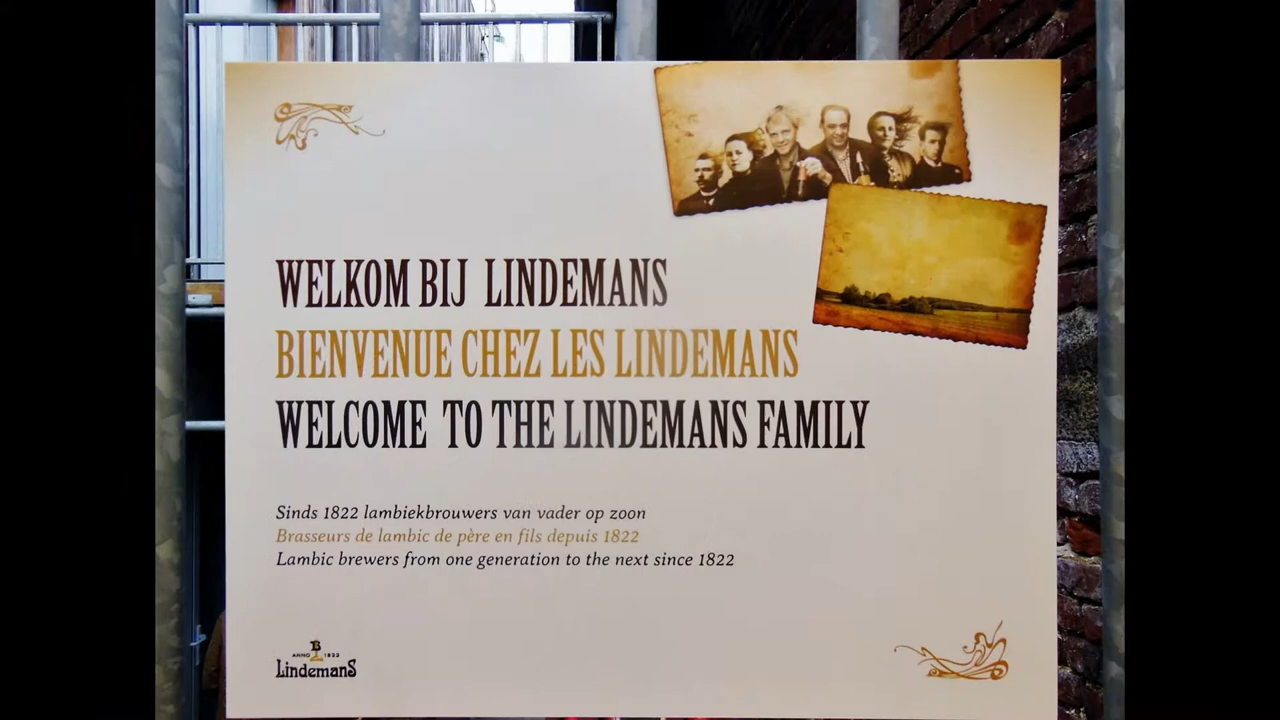 WELKOM BIJ LINDEMANS
BIENVENUE CHEZ LES LINDEMANS
WELCOME TO THE LINDEMANS FAMILY
Sinds 1822 lambiekbrouwers van vader op zoon
Brasseurs de lambic de père en fils depuis 1822
Lambic brewers from one generation to the next since 1822
ANNO 1822
LindemanS